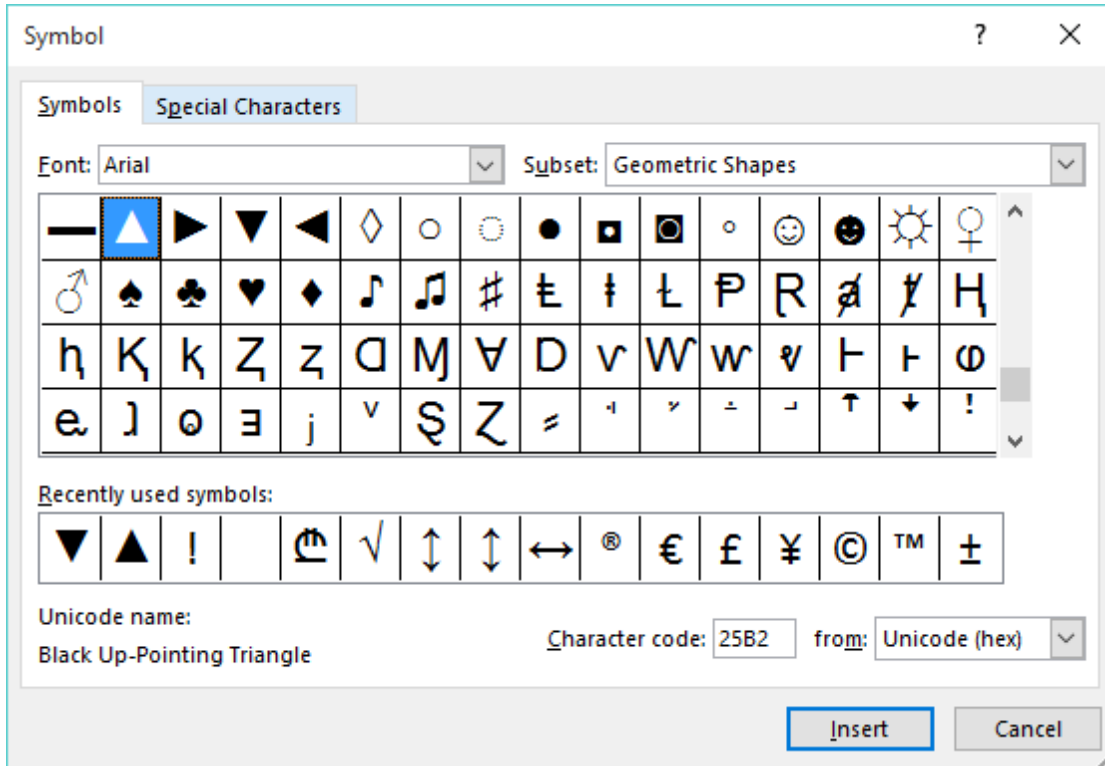 Symbol ? ×
Symbols Special Characters
Font: Arial Subset: Geometric Shapes
▬ ▲ ► ▼ ◄ ◊ ○ ◌ ● ◘ ◙ ◦ ☺ ☻ ☼ ♀
♂ ♠ ♣ ♥ ♦ ♪ ♫ ♯ Ⱡ ⱡ Ɫ Ᵽ Ɽ ⱥ ⱦ Ⱨ
ⱨ Ⱪ ⱪ Ⱬ ⱬ Ɑ Ɱ Ɐ Ɒ ⱱ Ⱳ ⱳ ⱴ Ⱶ ⱶ ⱷ
ⱸ ⱹ ⱺ ⱻ ⱼ ⱽ Ȿ Ɀ
Recently used symbols:
▼ ▲ ! ₾ √ ↕ ↕ ↔ ® € £ ¥ © ™ ±
Unicode name:
Black Up-Pointing Triangle
Character code: 25B2 from: Unicode (hex)
Insert Cancel